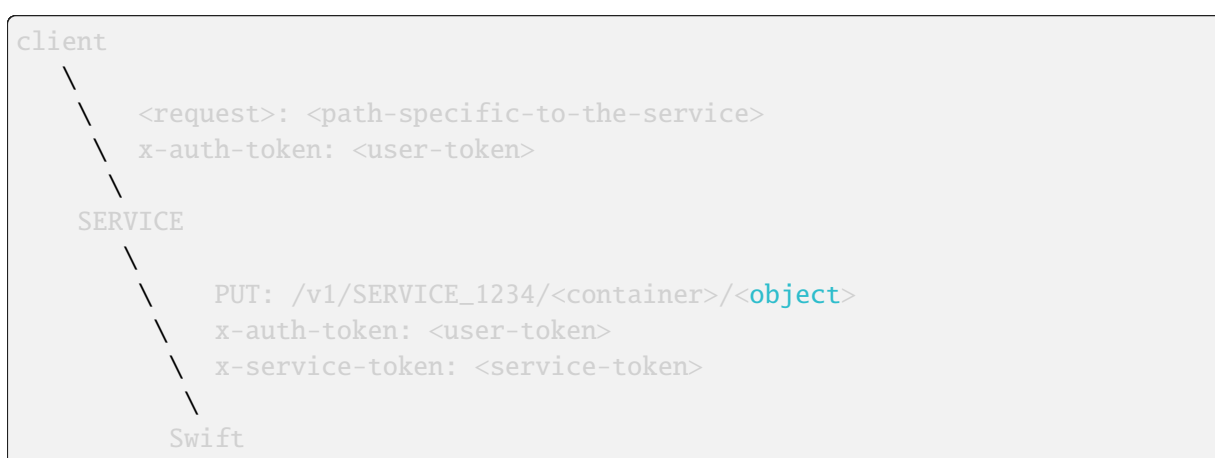 client
\
\
<request>: <path-specific-to-the-service>
\
x-auth-token: <user-token>
\
SERVICE
\
\
PUT: /v1/SERVICE_1234/<container>/<object>
\
x-auth-token: <user-token>
\
x-service-token: <service-token>
\
Swift